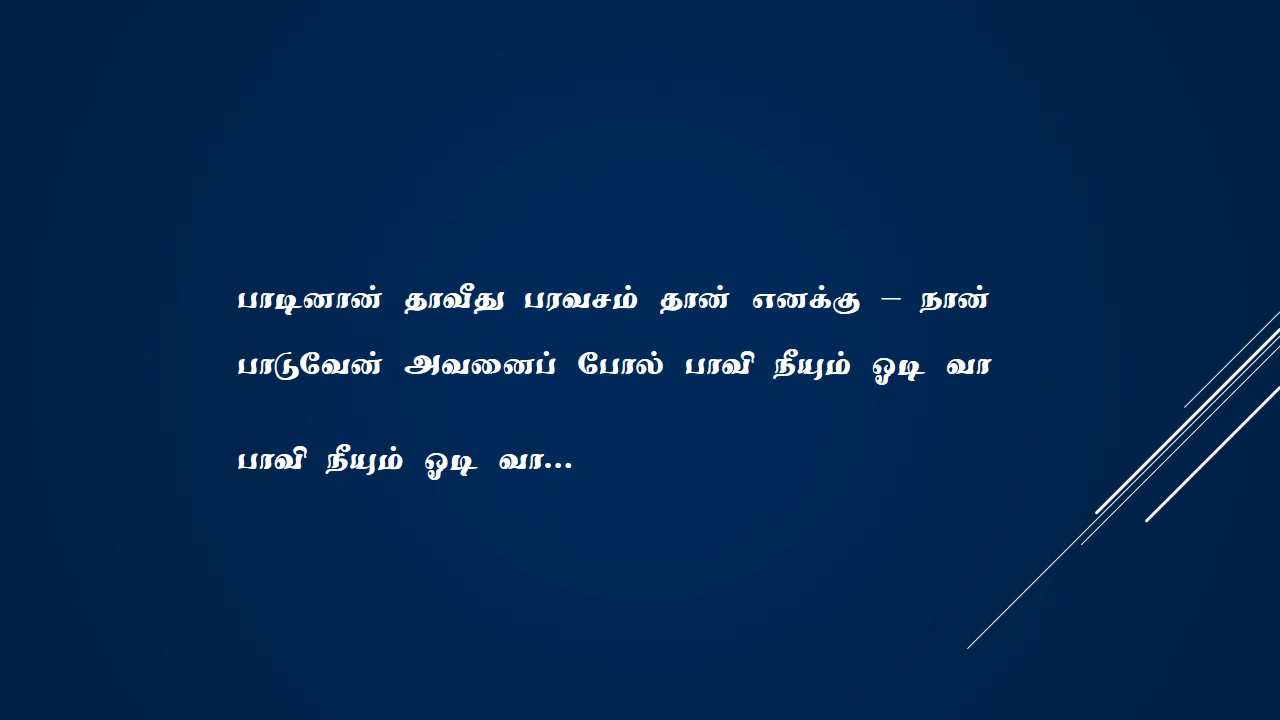 பாடினான் தாவீது பரவசம் தான் எனக்கு – நான்
பாடுவேன் அவனைப் போல் பாவி நீயும் ஓடி வா
பாவி நீயும் ஓடி வா...